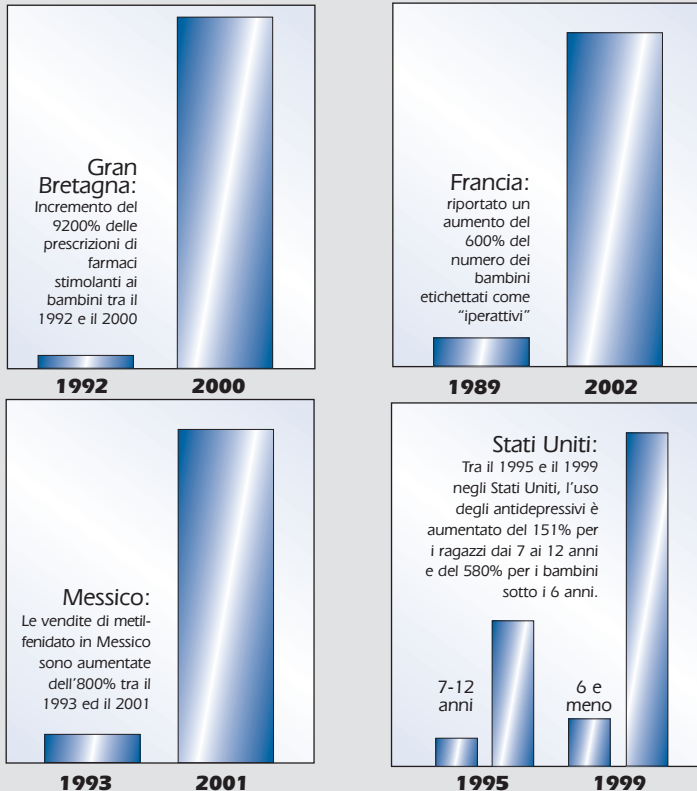 Gran
Bretagna:
Incremento del
9200% delle
prescrizioni di
farmaci
stimolanti ai
bambini tra il
1992 e il 2000
1992 2000
Francia:
riportato un
aumento del
600% del
numero dei
bambini
etichettati come
“iperattivi”
1989 2002
Messico:
Le vendite di metil-
fenidato in Messico
sono aumentate
dell’800% tra il
1993 ed il 2001
1993 2001
Stati Uniti:
Tra il 1995 e il 1999
negli Stati Uniti, l’uso
degli antidepressivi è
aumentato del 151% per
i ragazzi dai 7 ai 12 anni
e del 580% per i bambini
sotto i 6 anni.
7-12
anni
6 e
meno
1995 1999